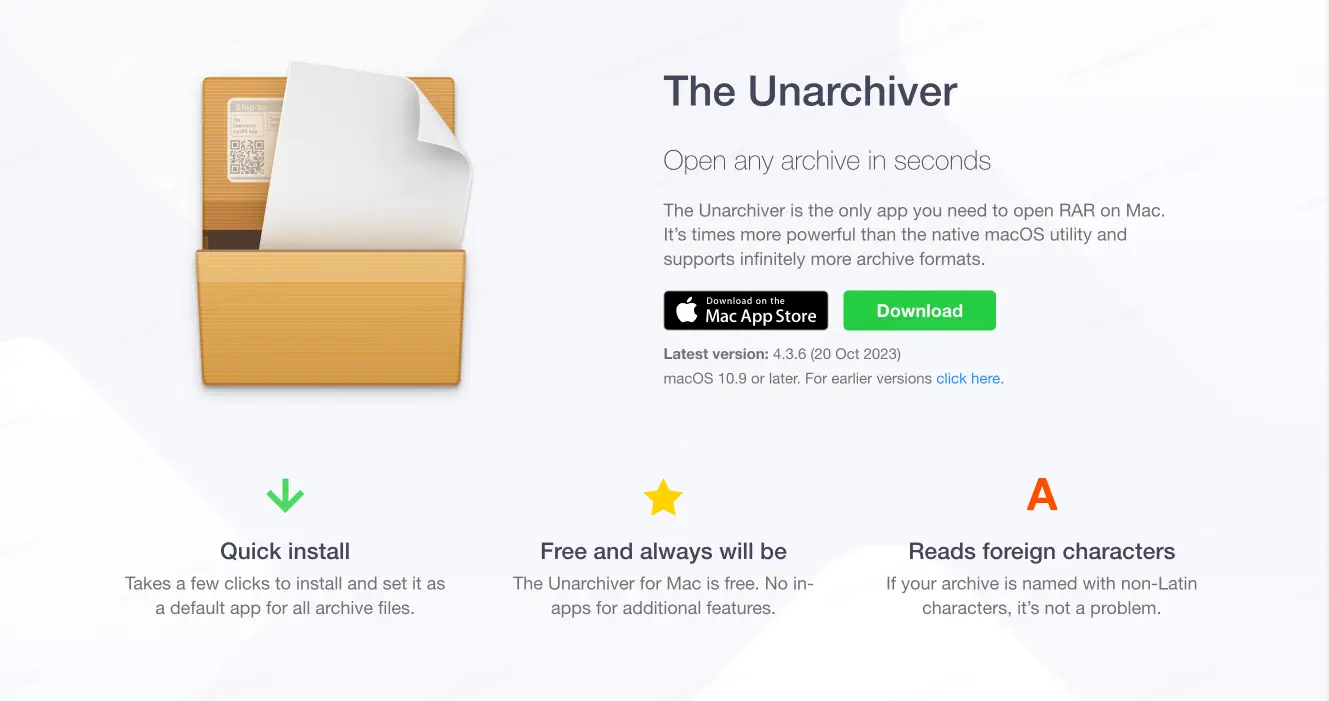 Ship to
The Unarchiver
Open any archive in seconds
The Unarchiver is the only app you need to open RAR on Mac.
It’s times more powerful than the native macOS utility and
supports infinitely more archive formats.
Download on the
Mac App Store
Download
Latest version: 4.3.6 (20 Oct 2023)
macOS 10.9 or later. For earlier versions click here.
Quick install
Takes a few clicks to install and set it as
a default app for all archive files.
Free and always will be
The Unarchiver for Mac is free. No in-
apps for additional features.
A
Reads foreign characters
If your archive is named with non-Latin
characters, it’s not a problem.